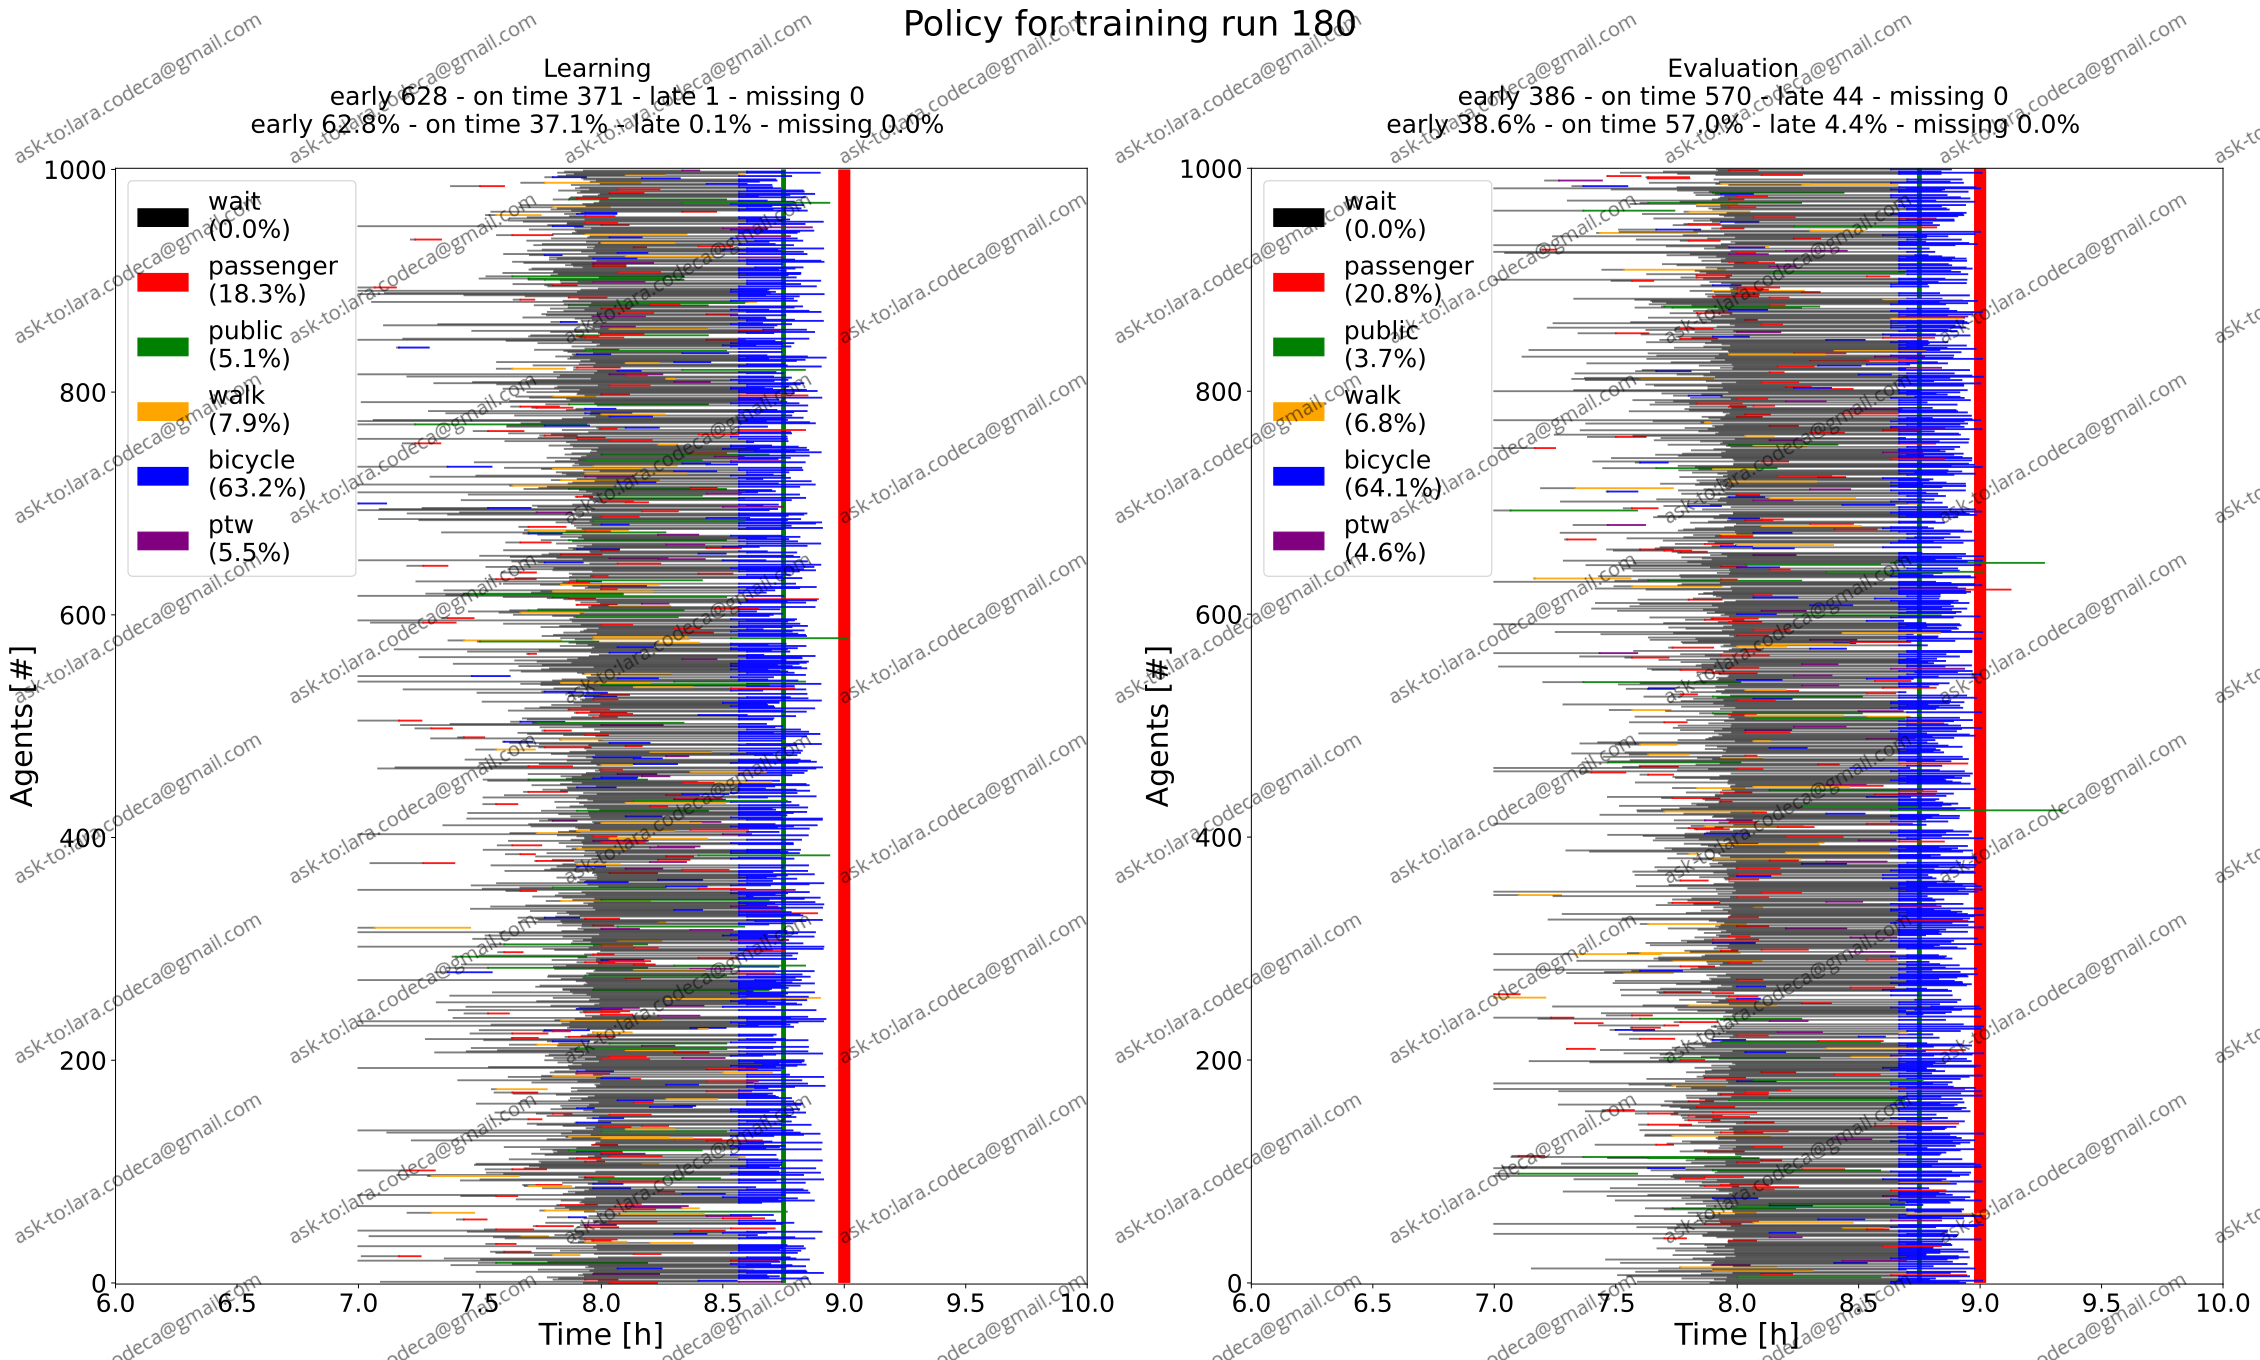 Policy for training run 180
Learning
early 628 - on time 371 - late 1 - missing 0
early 62.8% - on time 37.1% - late 0.1% - missing 0.0%
1000
800
600
400
200
0
Agents [#]
wait
(0.0%)
passenger
(18.3%)
public
(5.1%)
walk
(7.9%)
bicycle
(63.2%)
ptw
(5.5%)
6.0 6.5 7.0 7.5 8.0 8.5 9.0 9.5 10.0
Time [h]
Evaluation
early 386 - on time 570 - late 44 - missing 0
early 38.6% - on time 57.0% - late 4.4% - missing 0.0%
1000
800
600
400
200
0
Agents [#]
wait
(0.0%)
passenger
(20.8%)
public
(3.7%)
walk
(6.8%)
bicycle
(64.1%)
ptw
(4.6%)
6.0 6.5 7.0 7.5 8.0 8.5 9.0 9.5 10.0
Time [h]
ask-to:lara.codeca@gmail.com